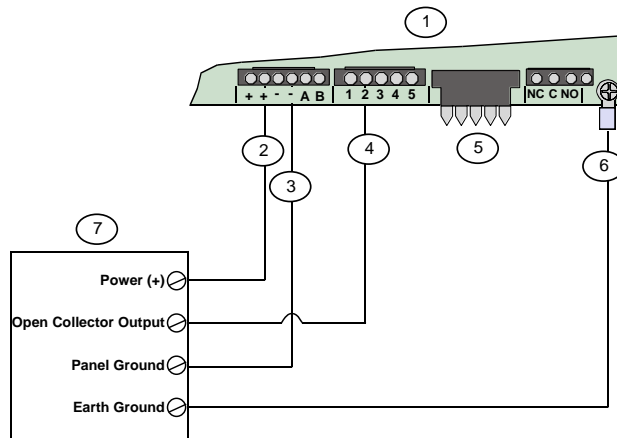 1
+ + - - A B 1 2 3 4 5 NC C NO
2
3
4
5
6
7
Power (+)
Open Collector Output
Panel Ground
Earth Ground